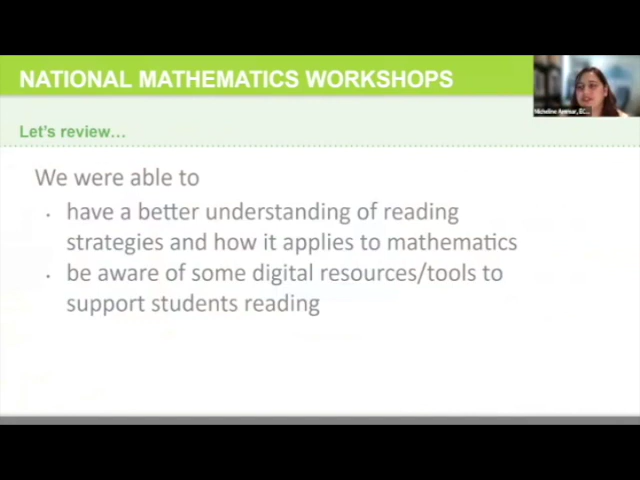 NATIONAL MATHEMATICS WORKSHOPS
Let's review...
We were able to
• have a better understanding of reading
strategies and how it applies to mathematics
• be aware of some digital resources/tools to
support students reading
Micheline